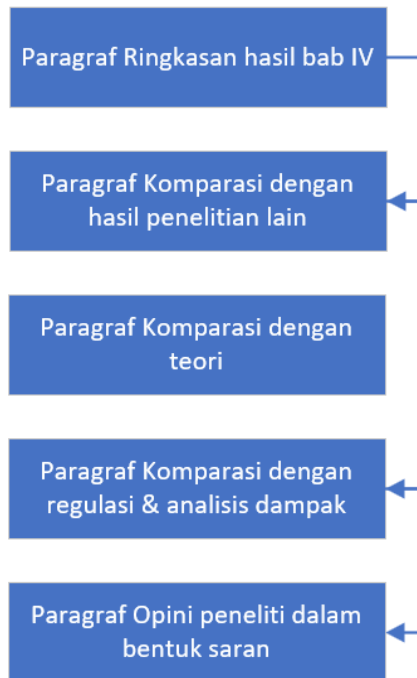 Paragraf Ringkasan hasil bab IV
Paragraf Komparasi dengan
hasil penelitian lain
Paragraf Komparasi dengan
teori
Paragraf Komparasi dengan
regulasi & analisis dampak
Paragraf Opini peneliti dalam
bentuk saran